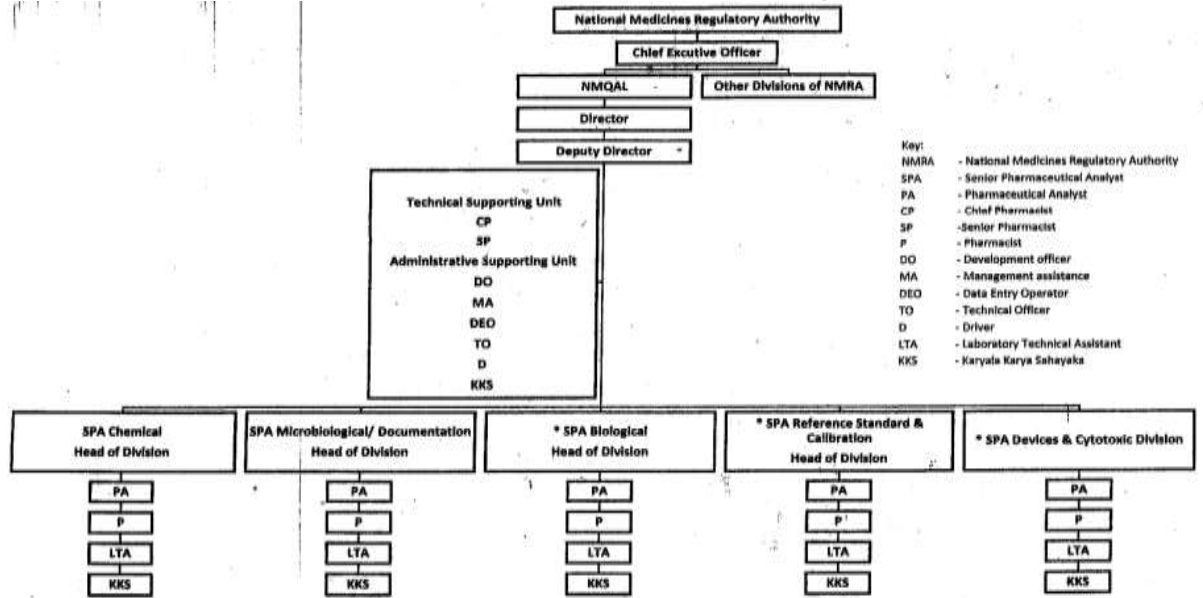 National Medicines Regulatory Authority
Chief Excutive Officer
NMQAL
Other Divisions of NMRA
Director
Deputy Director
Technical Supporting Unit
CP
SP
Administrative Supporting Unit
DO
MA
DEO
TO
D
KKS
Key:
NMRA - National Medicines Regulatory Authority
SPA - Senior Pharmaceutical Analyst
PA - Pharmaceutical Analyst
CP - Chief Pharmacist
SP -Senior Pharmacist
P - Pharmacist
DO - Development officer
MA - Management assistance
DEO - Data Entry Operator
TO - Technical Officer
D - Driver
LTA - Laboratory Technical Assistant
KKS - Karyala Karya Sahayaka
SPA Chemical
Head of Division
PA
P
LTA
KKS
SPA Microbiological/ Documentation
Head of Division
PA
P
LTA
KKS
* SPA Biological
Head of Division
PA
P
LTA
KKS
* SPA Reference Standard &
Calibration
Head of Division
PA
P
LTA
KKS
* SPA Devices & Cytotoxic Division
PA
P
LTA
KKS